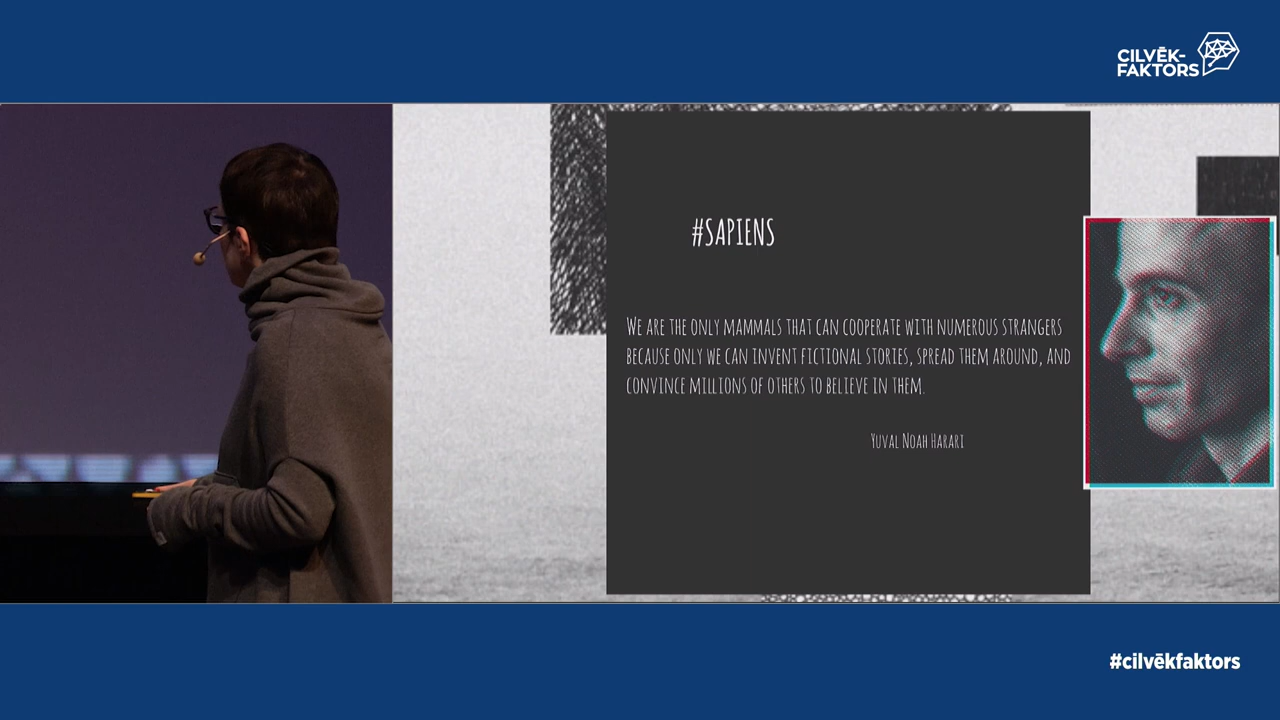 CILVĒK-
FAKTORS
#SAPIENS
We are the only mammals that can cooperate with numerous strangers
because only we can invent fictional stories, spread them around, and
convince millions of others to believe in them.
Yuval Noah Harari
#cilvēkfaktors